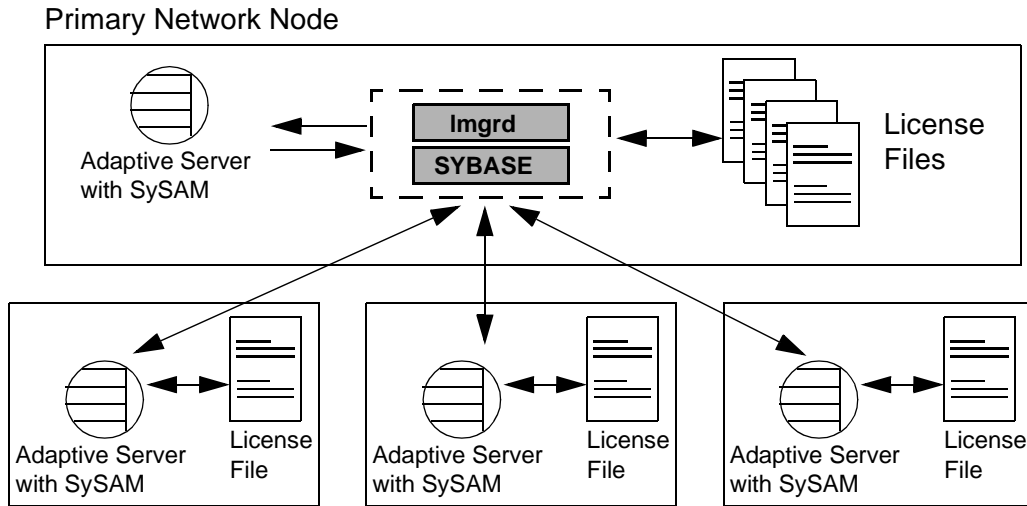 Primary Network Node
lmgrd
SYBASE
Adaptive Server
with SySAM
License
Files
Adaptive Server
with SySAM
License
File
Adaptive Server
with SySAM
License
File
Adaptive Server
with SySAM
License
File